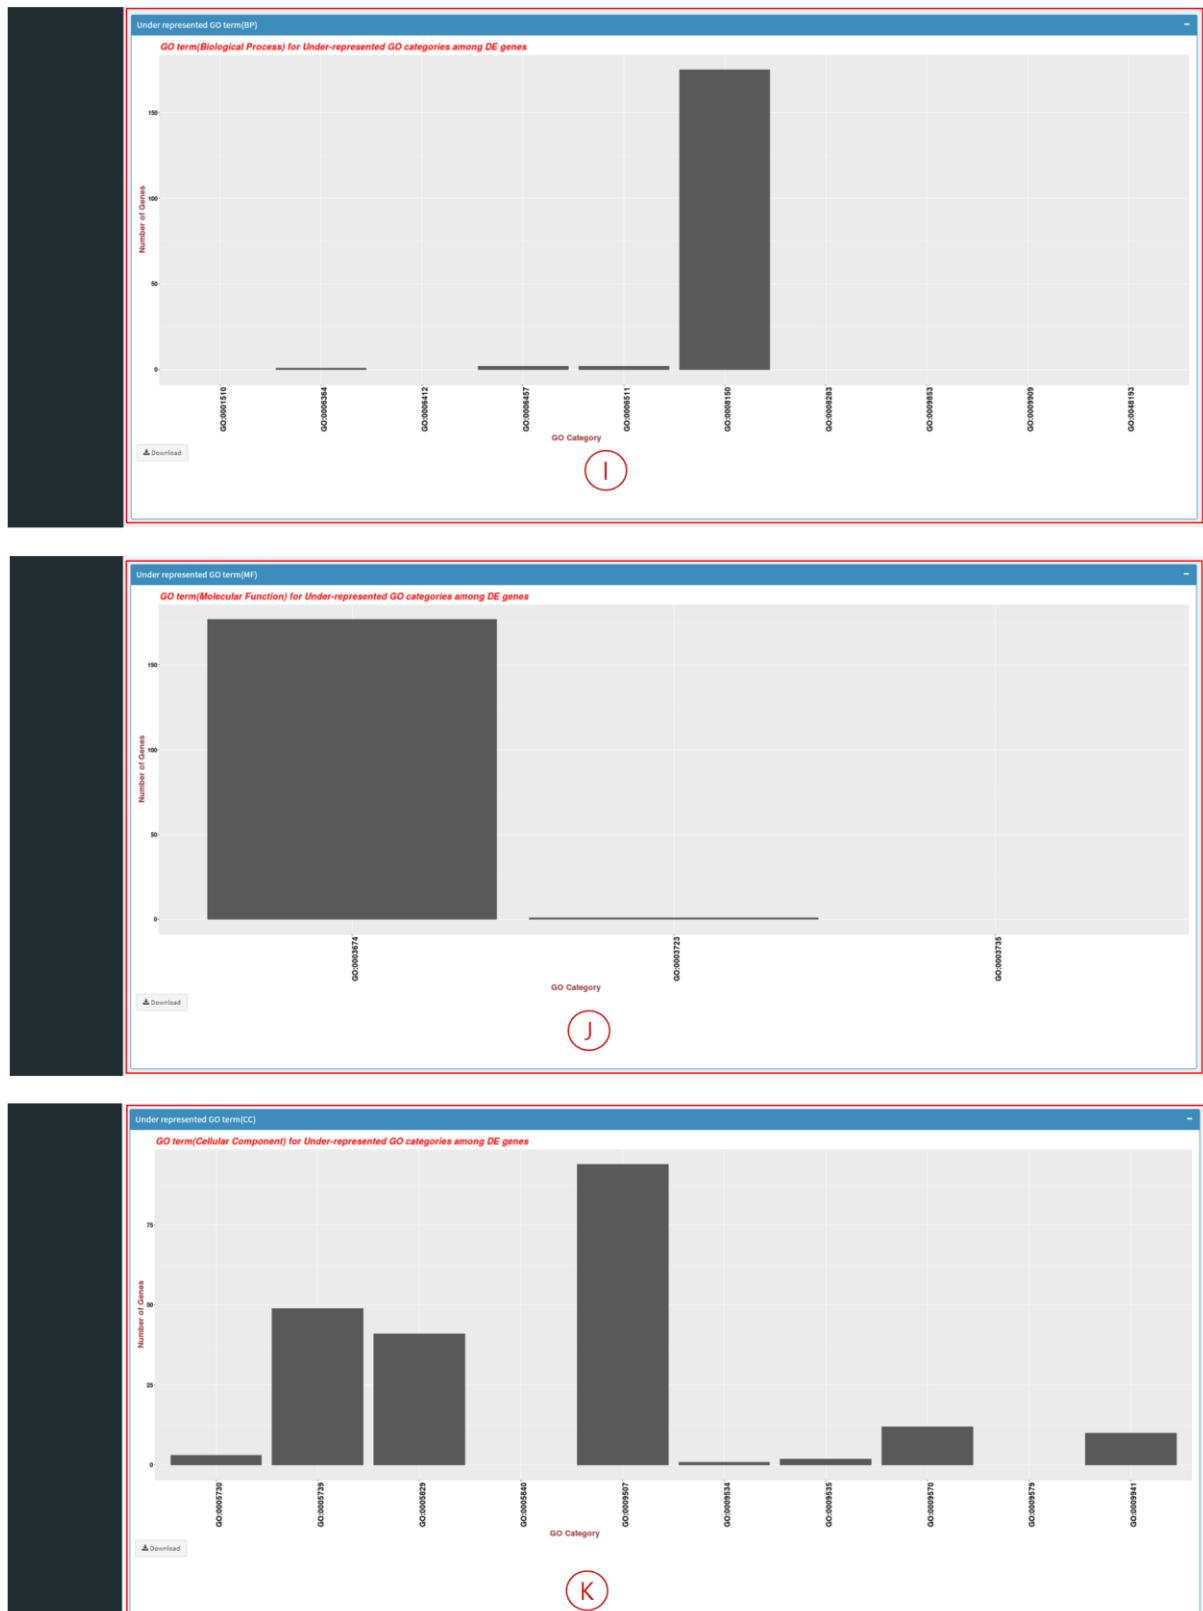 Under represented GO term(BP)
GO term(Biological Process) for Under-represented GO categories among DE genes
Number of Genes
150
100
50
0
GO:0001510
GO:0006364
GO:0006412
GO:0006457
GO:0006511
GO:0008150
GO:0008283
GO:0009853
GO:0009909
GO:0048193
GO Category
Download
I
Under represented GO term(MF)
GO term(Molecular Function) for Under-represented GO categories among DE genes
Number of Genes
150
100
50
0
GO:0003674
GO:0003723
GO:0003735
GO Category
Download
J
Under represented GO term(CC)
GO term(Cellular Component) for Under-represented GO categories among DE genes
Number of Genes
75
50
25
0
GO:0005730
GO:0005739
GO:0005829
GO:0005840
GO:0009507
GO:0009534
GO:0009535
GO:0009570
GO:0009579
GO:0009941
GO Category
Download
K